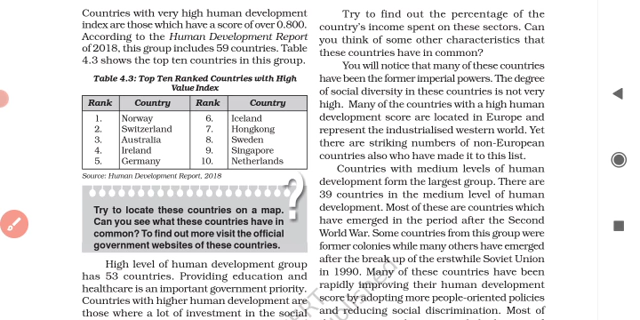 Countries with very high human development
index are those which have a score of over 0.800.
According to the Human Development Report
of 2018, this group includes 59 countries. Table
4.3 shows the top ten countries in this group.
Table 4.3: Top Ten Ranked Countries with High
Value Index
Rank Country Rank Country
1. Norway 6. Iceland
2. Switzerland 7. Hongkong
3. Australia 8. Sweden
4. Ireland 9. Singapore
5. Germany 10. Netherlands
Source: Human Development Report, 2018
?
Try to locate these countries on a map.
Can you see what these countries have in
common? To find out more visit the official
government websites of these countries.
High level of human development group
has 53 countries. Providing education and
healthcare is an important government priority.
Countries with higher human development are
those where a lot of investment in the social
Try to find out the percentage of the
country's income spent on these sectors. Can
you think of some other characteristics that
these countries have in common?
You will notice that many of these countries
have been the former imperial powers. The degree
of social diversity in these countries is not very
high. Many of the countries with a high human
development score are located in Europe and
represent the industrialised western world. Yet
there are striking numbers of non-European
countries also who have made it to this list.
Countries with medium levels of human
development form the largest group. There are
39 countries in the medium level of human
development. Most of these are countries which
have emerged in the period after the Second
World War. Some countries from this group were
former colonies while many others have emerged
after the break up of the erstwhile Soviet Union
in 1990. Many of these countries have been
rapidly improving their human development
score by adopting more people-oriented policies
and reducing social discrimination. Most of